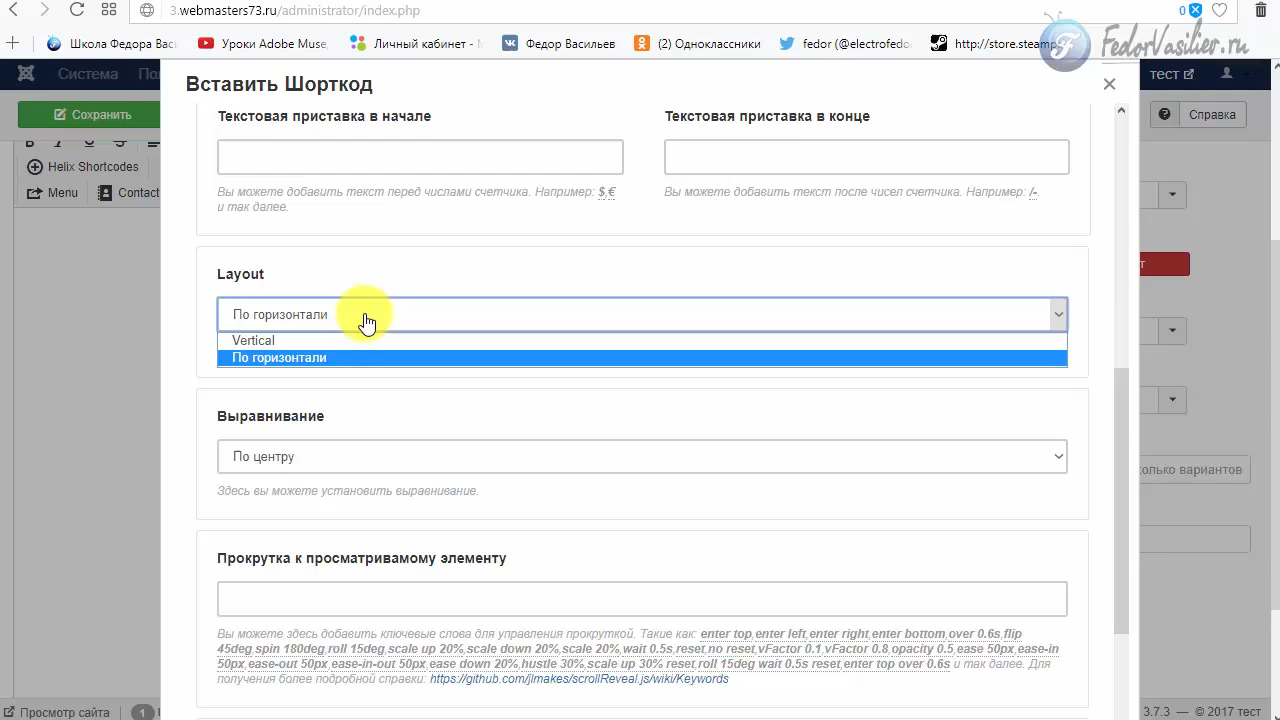 3.webmasters73.ru/administrator/index.php
0
Школа Федора Вас
Уроки Adobe Muse
Личный кабинет - М
Федор Васильев
(2) Одноклассники
fedor (@electrofedo
http://store.steamp
FedorVasilier.ru
Система
Пол
Вставить Шорткод
тест
Сохранить
Справка
Helix Shortcodes
Menu
Contact
Текстовая приставка в начале
Текстовая приставка в конце
Вы можете добавить текст перед числами счетчика. Например: $,€
и так далее.
Вы можете добавить текст после чисел счетчика. Например: /-.
Layout
По горизонтали
Vertical
По горизонтали
Выравнивание
По центру
Здесь вы можете установить выравнивание.
олько вариантов
Прокрутка к просматривамому элементу
Вы можете здесь добавить ключевые слова для управления прокруткой. Такие как: enter top,enter left,enter right,enter bottom,over 0.6s,flip
45deg,spin 180deg,roll 15deg,scale up 20%,scale down 20%,scale 20%,wait 0.5s,reset,no reset,vFactor 0.1,vFactor 0.8,opacity 0.5,ease 50px,ease-in
50px,ease-out 50px,ease-in-out 50px,ease down 20%,hustle 30%,scale up 30% reset,roll 15deg wait 0.5s reset,enter top over 0.6s и так далее. Для
получения более подробной справки: https://github.com/jlmakes/scrollReveal.js/wiki/Keywords
Просмотр сайта
1
3.7.3 — © 2017 тест